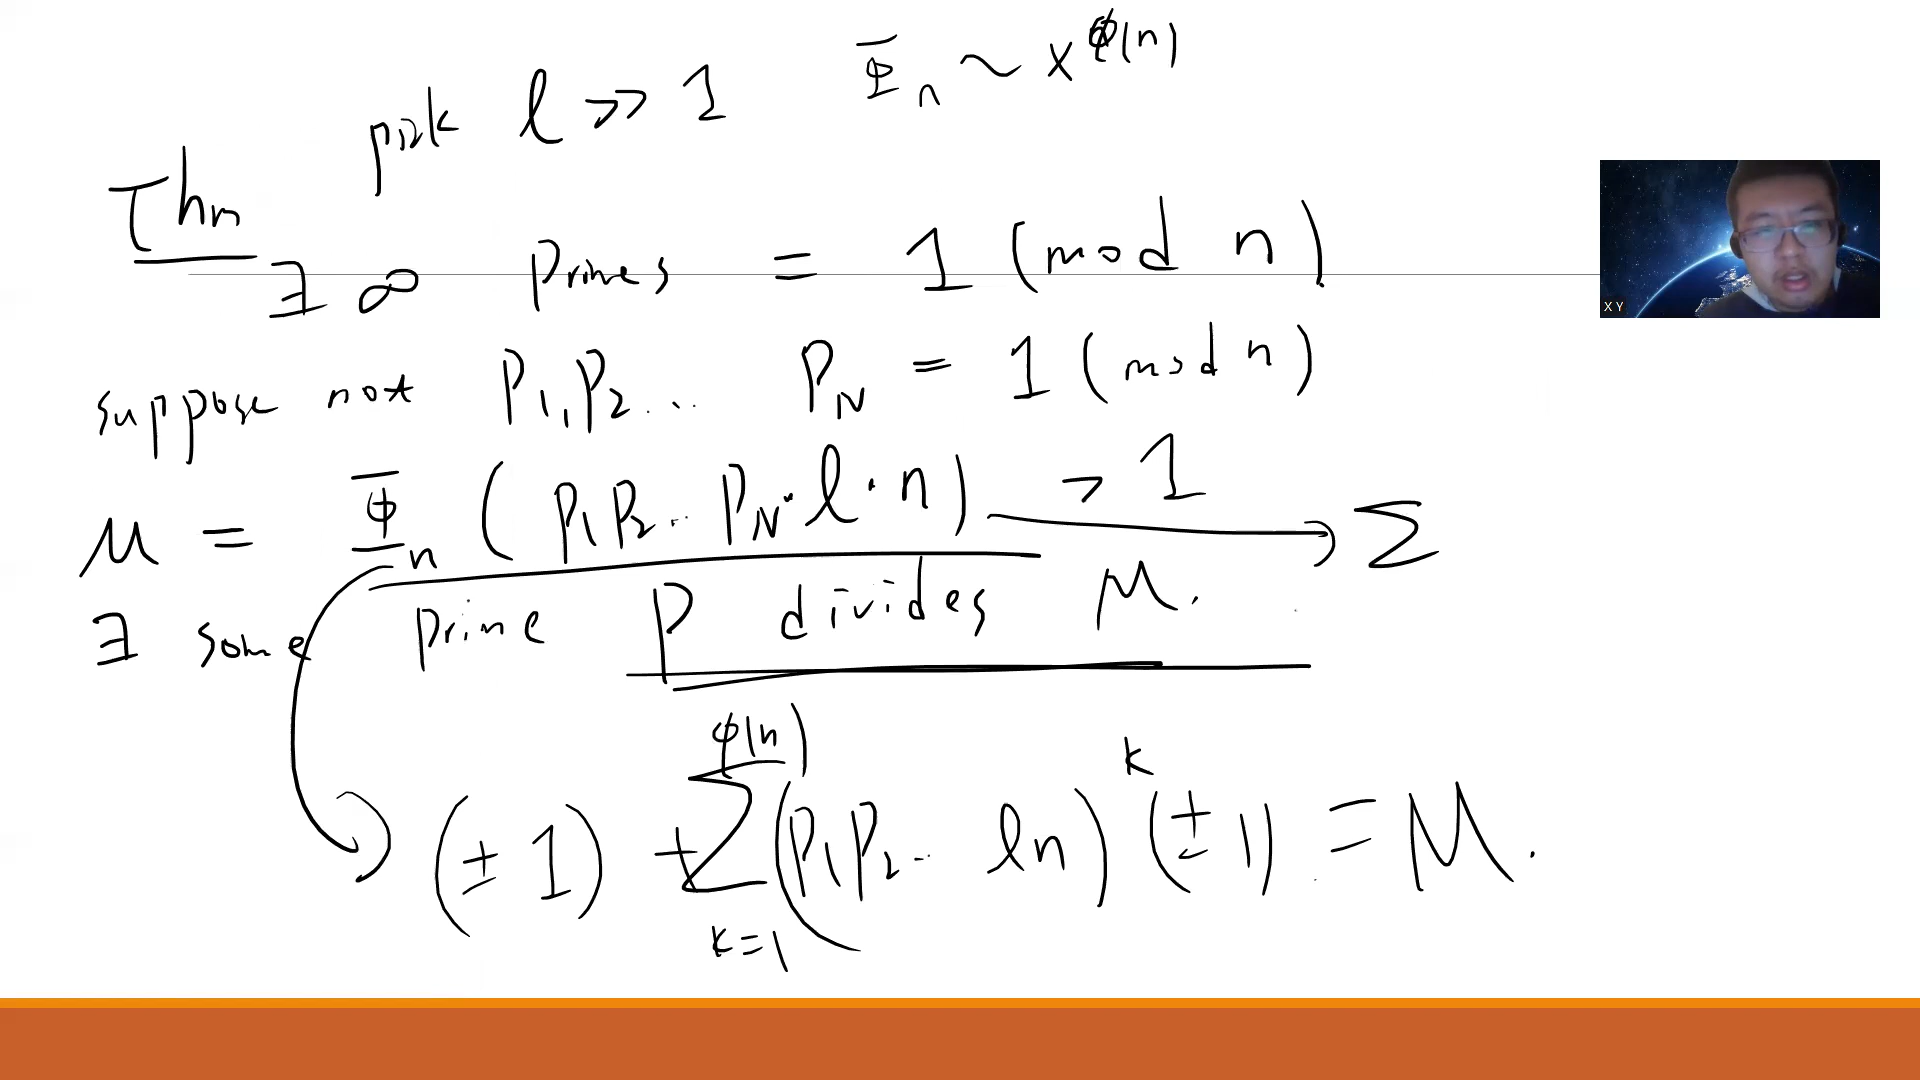 pick l >> 1 Φ_n ~ x^{φ(n)}
Thm
∃ ∞ primes = 1 (mod n)
suppose not P_1, P_2 ... P_N = 1 (mod n)
M = Φ_n (P_1 P_2 .. P_N · l · n) > 1 → Σ
∃ some prime P divides M.
(± 1) + Σ_{k=1}^{φ(n)} (P_1 P_2 .. ln)^k (± 1) = M.
X Y